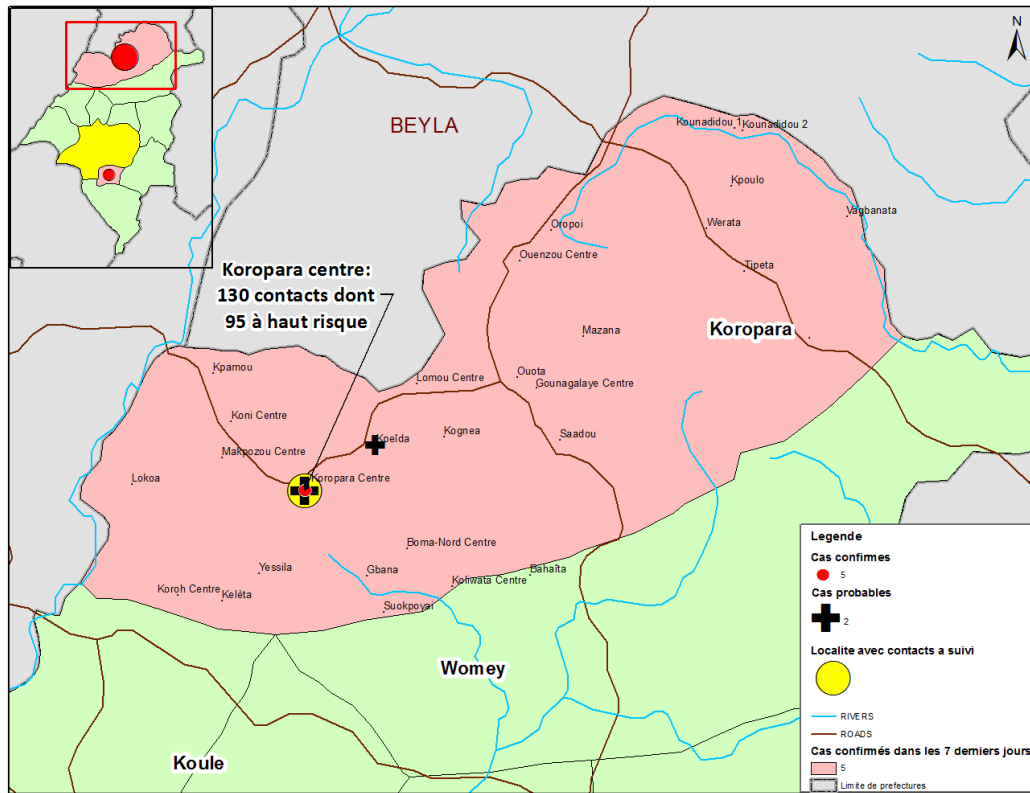 N
BEYLA
Kounadidou 1
Kounadidou 2
Kpoulo
Vagbanata
Werata
Oropoi
Ouenzou Centre
Tipeta
Koropara centre:
130 contacts dont
95 à haut risque
Mazana
Koropara
Kpamou
Lomou Centre
Ouota
Gounagalaye Centre
Koni Centre
Kpeîda
Kognea
Saadou
Makpozou Centre
Lokoa
Koropara Centre
Boma-Nord Centre
Yessila
Gbana
Koliwata Centre
Bahaîta
Koroh Centre
Kelêta
Suokpoyai
Womey
Koule
Legende
Cas confirmes
5
Cas probables
2
Localite avec contacts a suivi
RIVERS
ROADS
Cas confirmés dans les 7 derniers jours
5
Limite de prefectures